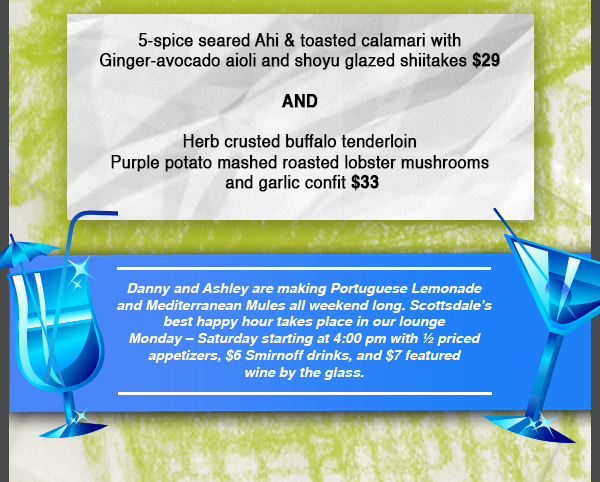 5-spice seared Ahi & toasted calamari with
Ginger-avocado aioli and shoyu glazed shiitakes $29
AND
Herb crusted buffalo tenderloin
Purple potato mashed roasted lobster mushrooms
and garlic confit $33
Danny and Ashley are making Portuguese Lemonade
and Mediterranean Mules all weekend long. Scottsdale's
best happy hour takes place in our lounge
Monday – Saturday starting at 4:00 pm with ½ priced
appetizers, $6 Smirnoff drinks, and $7 featured
wine by the glass.